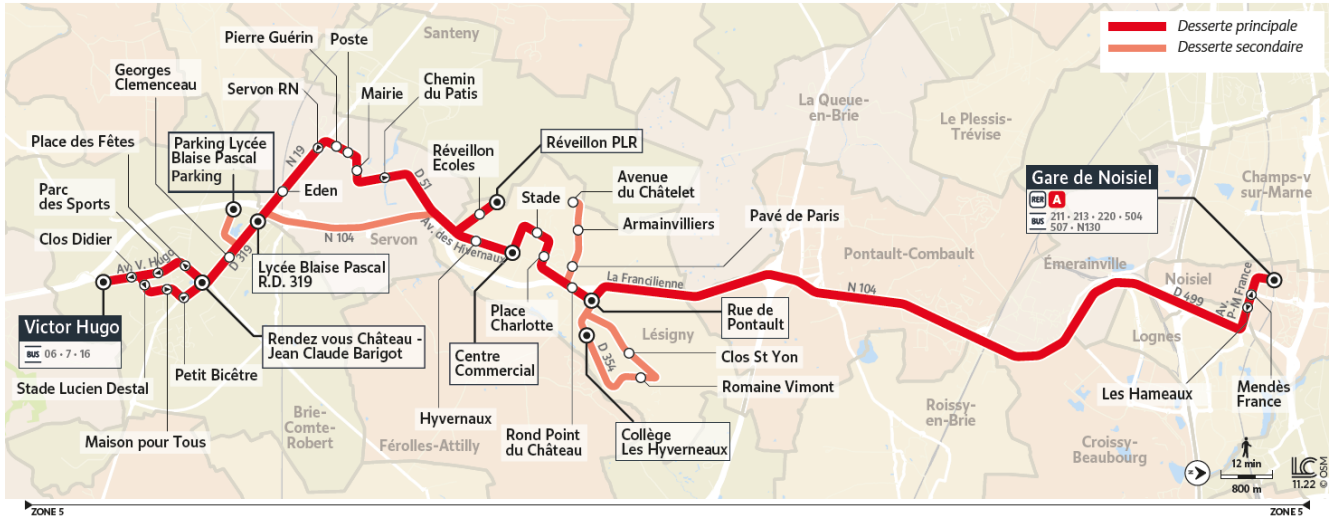 Desserte principale
Desserte secondaire
Pierre Guérin
Poste
Santeny
Georges
Clemenceau
Servon RN
Mairie
Chemin
du Patis
La Queue-
en-Brie
Le Plessis-
Trévise
Place des Fêtes
Parking Lycée
Blaise Pascal
Parking
N 19
Réveillon
Ecoles
Réveillon PLR
Parc
des Sports
Eden
D 51
Avenue
du Châtelet
Gare de Noisiel
RER A
BUS
211 • 213 • 220 • 504
507 • N130
Champs-v
sur-Marne
Stade
Armainvilliers
Pavé de Paris
Clos Didier
Av. V. Hugo
D 319
N 104
Servon
Av. des Hivernaux
Pontault-Combault
Émerainville
Noisiel
Lycée Blaise Pascal
R.D. 319
La Francilienne
N 104
D 499
Av.
P-M France
Victor Hugo
BUS
06 • 7 • 16
Rendez vous Château -
Jean Claude Barigot
Place
Charlotte
Lésigny
Rue de
Pontault
Lognes
Centre
Commercial
D 354
Clos St Yon
Stade Lucien Destal
Petit Bicêtre
Romaine Vimont
Les Hameaux
Mendès
France
Brie-
Comte-
Robert
Hyvernaux
Roissy-
en-Brie
Maison pour Tous
Férolles-Attilly
Rond Point
du Château
Collège
Les Hyverneaux
Croissy-
Beaubourg
N
12 min
800 m
LC
11.22
© OSM
ZONE 5
ZONE 5